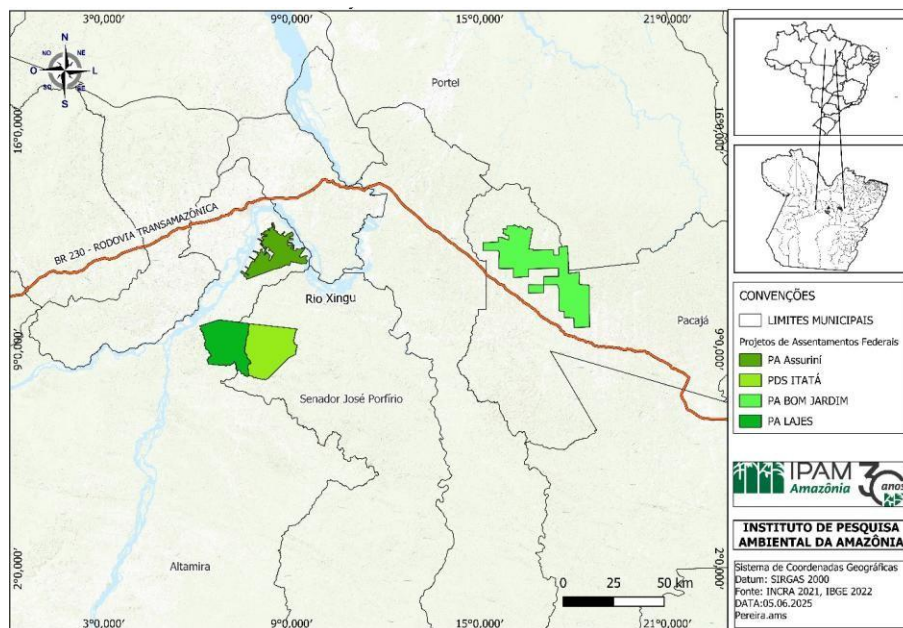 3°0,000' 9°0,000' 15°0,000' 21°0,000'
N
NO NE
O L
SO SE
S
16°0,000' 16°0,000'
Portel
BR 230 - RODOVIA TRANSAMAZÔNICA
Rio Xingu
Pacajá
9°0,000' 9°0,000'
Senador José Porfírio
Altamira
2°0,000' 2°0,000'
0 25 50 km
3°0,000' 9°0,000' 15°0,000' 21°0,000'
CONVENÇÕES
LIMITES MUNICIPAIS
Projetos de Assentamentos Federais
PA Assuriní
PDS ITATÁ
PA BOM JARDIM
PA LAJES
IPAM
Amazônia
30
anos
INSTITUTO DE PESQUISA
AMBIENTAL DA AMAZÔNIA
Sistema de Coordenadas Geográficas
Datum: SIRGAS 2000
Fonte: INCRA 2021, IBGE 2022
DATA:05.06.2025
Pereira.ams